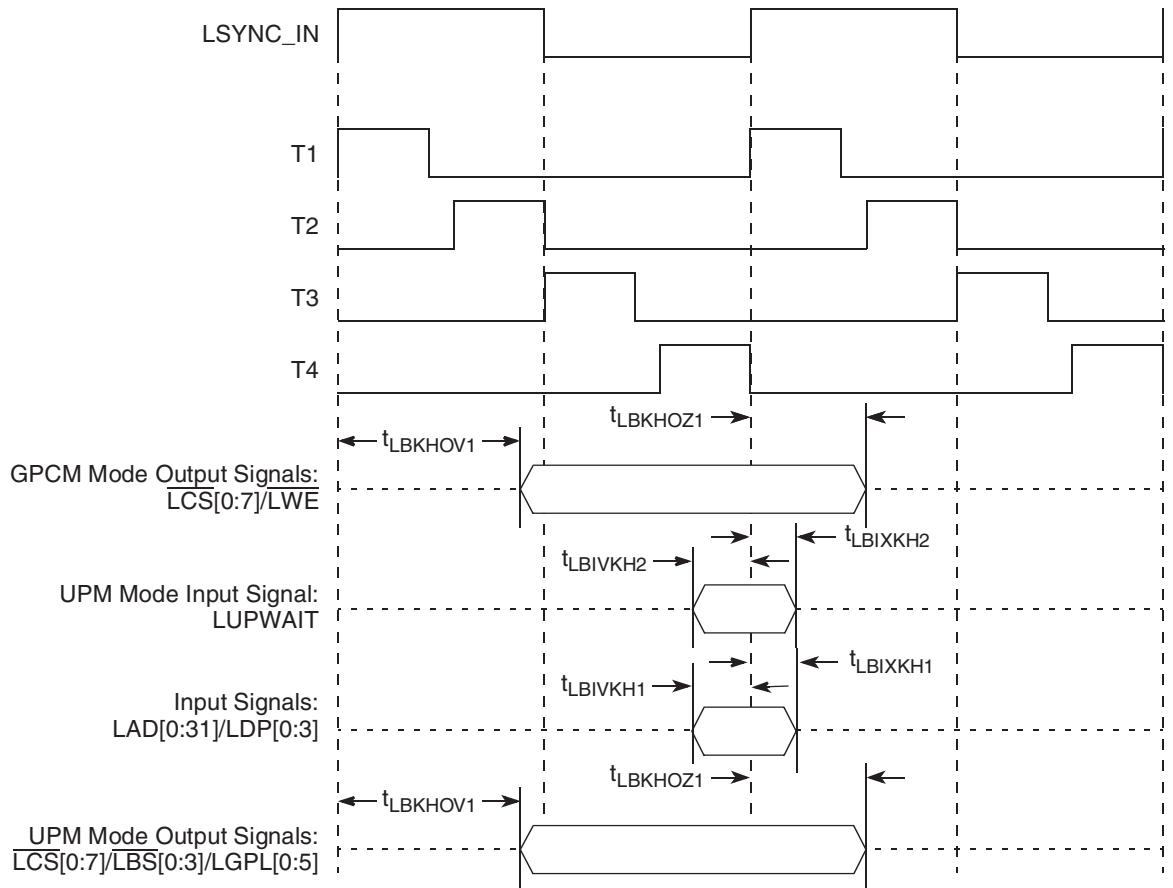 LSYNC_IN
T1
T2
T3
T4
tLBKHOZ1
tLBKHOV1
GPCM Mode Output Signals:
LCS[0:7]/LWE
tLBIXKH2
tLBIVKH2
UPM Mode Input Signal:
LUPWAIT
tLBIXKH1
tLBIVKH1
Input Signals:
LAD[0:31]/LDP[0:3]
tLBKHOZ1
tLBKHOV1
UPM Mode Output Signals:
LCS[0:7]/LBS[0:3]/LGPL[0:5]